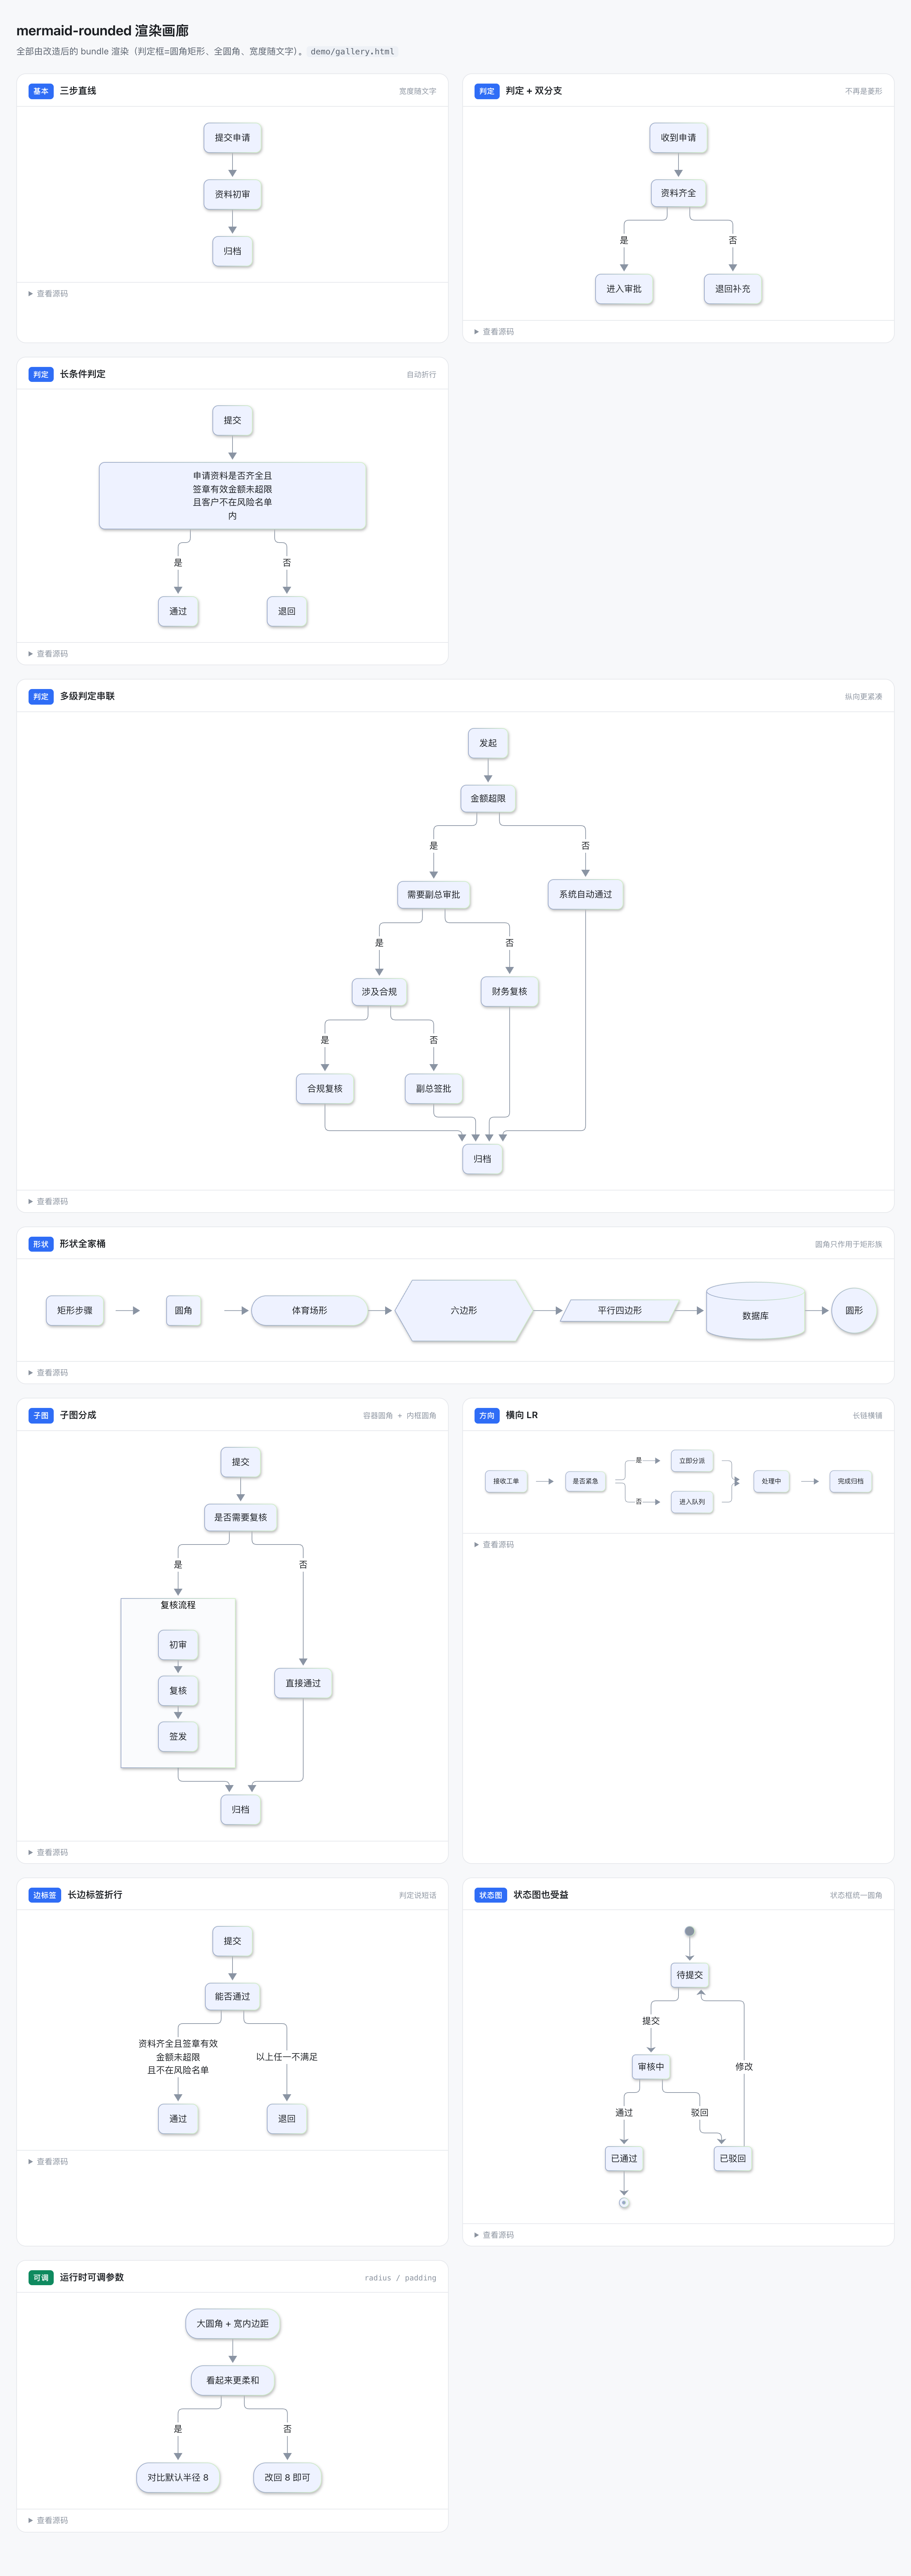 mermaid-rounded 渲染画廊
全部由改造后的 bundle 渲染（判定框=圆角矩形、全圆角、宽度随文字）。 demo/gallery.html
基本 三步直线 宽度随文字
提交申请
资料初审
归档
▶ 查看源码
判定 判定 + 双分支 不再是菱形
收到申请
资料齐全
是 否
进入审批 退回补充
▶ 查看源码
判定 长条件判定 自动折行
提交
申请资料是否齐全且
签章有效金额未超限
且客户不在风险名单
内
是 否
通过 退回
▶ 查看源码
判定 多级判定串联 纵向更紧凑
发起
金额超限
是 否
需要副总审批 系统自动通过
是 否
涉及合规 财务复核
是 否
合规复核 副总签批
归档
▶ 查看源码
形状 形状全家桶 圆角只作用于矩形族
矩形步骤 圆角 体育场形 六边形 平行四边形 数据库 圆形
▶ 查看源码
子图 子图分成 容器圆角 + 内框圆角
提交
是否需要复核
是 否
复核流程
初审
复核
签发
直接通过
归档
▶ 查看源码
方向 横向 LR 长链横铺
接收工单 是否紧急 是 立即分派 处理中 完成归档
否 进入队列
▶ 查看源码
边标签 长边标签折行 判定说短话
提交
能否通过
资料齐全且签章有效
金额未超限
且不在风险名单
以上任一不满足
通过 退回
▶ 查看源码
状态图 状态图也受益 状态框统一圆角
待提交
提交
审核中
修改
通过 驳回
已通过 已驳回
▶ 查看源码
可调 运行时可调参数 radius / padding
大圆角 + 宽内边距
看起来更柔和
是 否
对比默认半径 8 改回 8 即可
▶ 查看源码